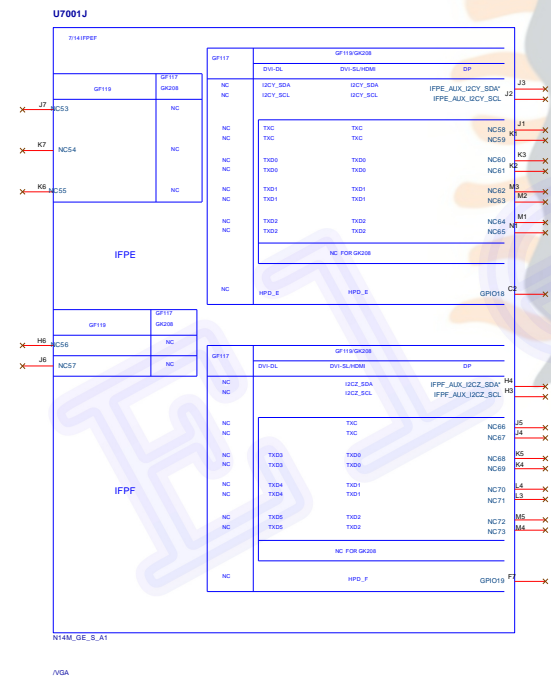 U7001J
7/14 IFPEF
GF119 GF117 GK208
J7 NC53 NC
K7 NC54 NC
K6 NC55 NC
IFPE
GF117 GF119/GK208
DVI-DL DVI-SL/HDMI DP
NC I2CY_SDA I2CY_SDA IFPE_AUX_I2CY_SDA* J3
NC I2CY_SCL I2CY_SCL IFPE_AUX_I2CY_SCL J2
NC TXC TXC NC58 J1
NC TXC TXC NC59 K1
NC TXD0 TXD0 NC60 K3
NC TXD0 TXD0 NC61 K2
NC TXD1 TXD1 NC62 M3
NC TXD1 TXD1 NC63 M2
NC TXD2 TXD2 NC64 M1
NC TXD2 TXD2 NC65 N1
NC FOR GK208
NC HPD_E HPD_E GPIO18 C2
GF119 GF117 GK208
H6 NC56 NC
J6 NC57 NC
IFPF
GF117 GF119/GK208
DVI-DL DVI-SL/HDMI DP
NC I2CZ_SDA IFPF_AUX_I2CZ_SDA* H4
NC I2CZ_SCL IFPF_AUX_I2CZ_SCL H3
NC TXC NC66 J5
NC TXC NC67 J4
NC TXD3 TXD0 NC68 K5
NC TXD3 TXD0 NC69 K4
NC TXD4 TXD1 NC70 L4
NC TXD4 TXD1 NC71 L3
NC TXD5 TXD2 NC72 M5
NC TXD5 TXD2 NC73 M4
NC FOR GK208
NC HPD_F GPIO19 F7
N14M_GE_S_A1
/VGA